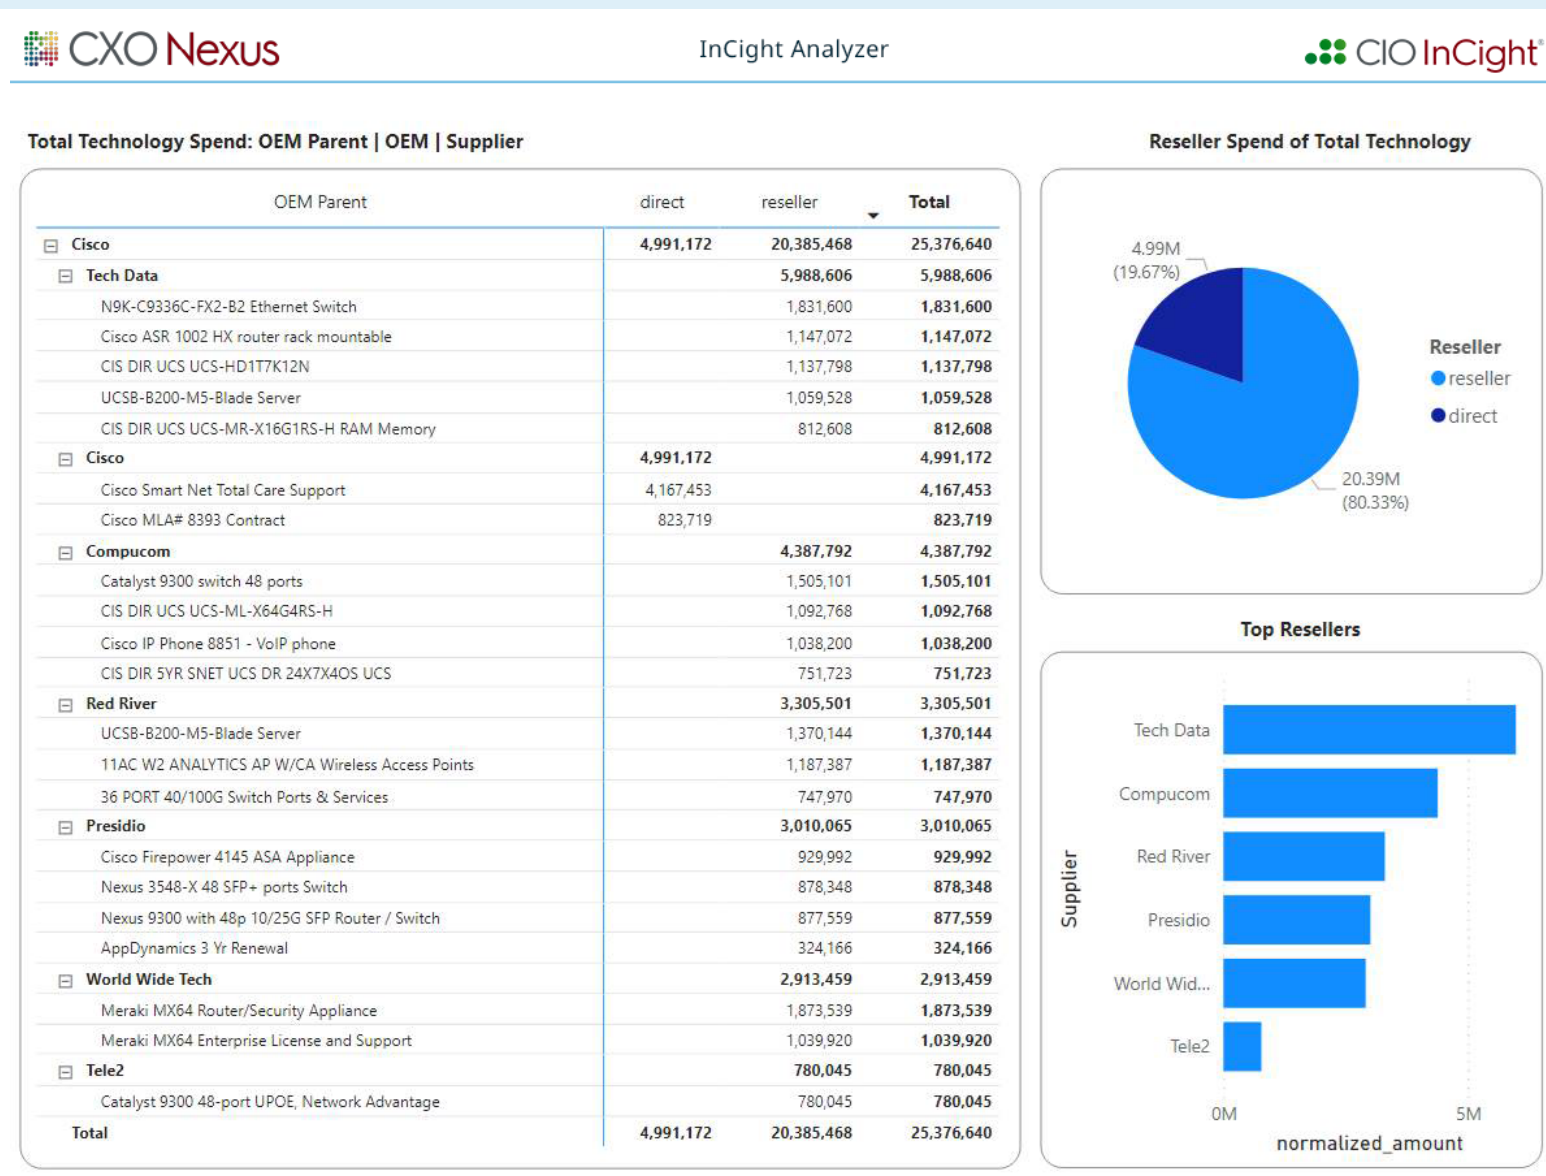 CXO Nexus
InCight Analyzer
CIO InCight®
Total Technology Spend: OEM Parent | OEM | Supplier
OEM Parent direct reseller Total
Cisco 4,991,172 20,385,468 25,376,640
Tech Data 5,988,606 5,988,606
N9K-C9336C-FX2-B2 Ethernet Switch 1,831,600 1,831,600
Cisco ASR 1002 HX router rack mountable 1,147,072 1,147,072
CIS DIR UCS UCS-HD1T7K12N 1,137,798 1,137,798
UCSB-B200-M5-Blade Server 1,059,528 1,059,528
CIS DIR UCS UCS-MR-X16G1RS-H RAM Memory 812,608 812,608
Cisco 4,991,172 4,991,172
Cisco Smart Net Total Care Support 4,167,453 4,167,453
Cisco MLA# 8393 Contract 823,719 823,719
Compucom 4,387,792 4,387,792
Catalyst 9300 switch 48 ports 1,505,101 1,505,101
CIS DIR UCS UCS-ML-X64G4RS-H 1,092,768 1,092,768
Cisco IP Phone 8851 - VoIP phone 1,038,200 1,038,200
CIS DIR 5YR SNET UCS DR 24X7X4OS UCS 751,723 751,723
Red River 3,305,501 3,305,501
UCSB-B200-M5-Blade Server 1,370,144 1,370,144
11AC W2 ANALYTICS AP W/CA Wireless Access Points 1,187,387 1,187,387
36 PORT 40/100G Switch Ports & Services 747,970 747,970
Presidio 3,010,065 3,010,065
Cisco Firepower 4145 ASA Appliance 929,992 929,992
Nexus 3548-X 48 SFP+ ports Switch 878,348 878,348
Nexus 9300 with 48p 10/25G SFP Router / Switch 877,559 877,559
AppDynamics 3 Yr Renewal 324,166 324,166
World Wide Tech 2,913,459 2,913,459
Meraki MX64 Router/Security Appliance 1,873,539 1,873,539
Meraki MX64 Enterprise License and Support 1,039,920 1,039,920
Tele2 780,045 780,045
Catalyst 9300 48-port UPOE, Network Advantage 780,045 780,045
Total 4,991,172 20,385,468 25,376,640
Reseller Spend of Total Technology
4.99M
(19.67%)
20.39M
(80.33%)
Reseller
reseller
direct
Top Resellers
Supplier
Tech Data
Compucom
Red River
Presidio
World Wid...
Tele2
0M 5M
normalized_amount